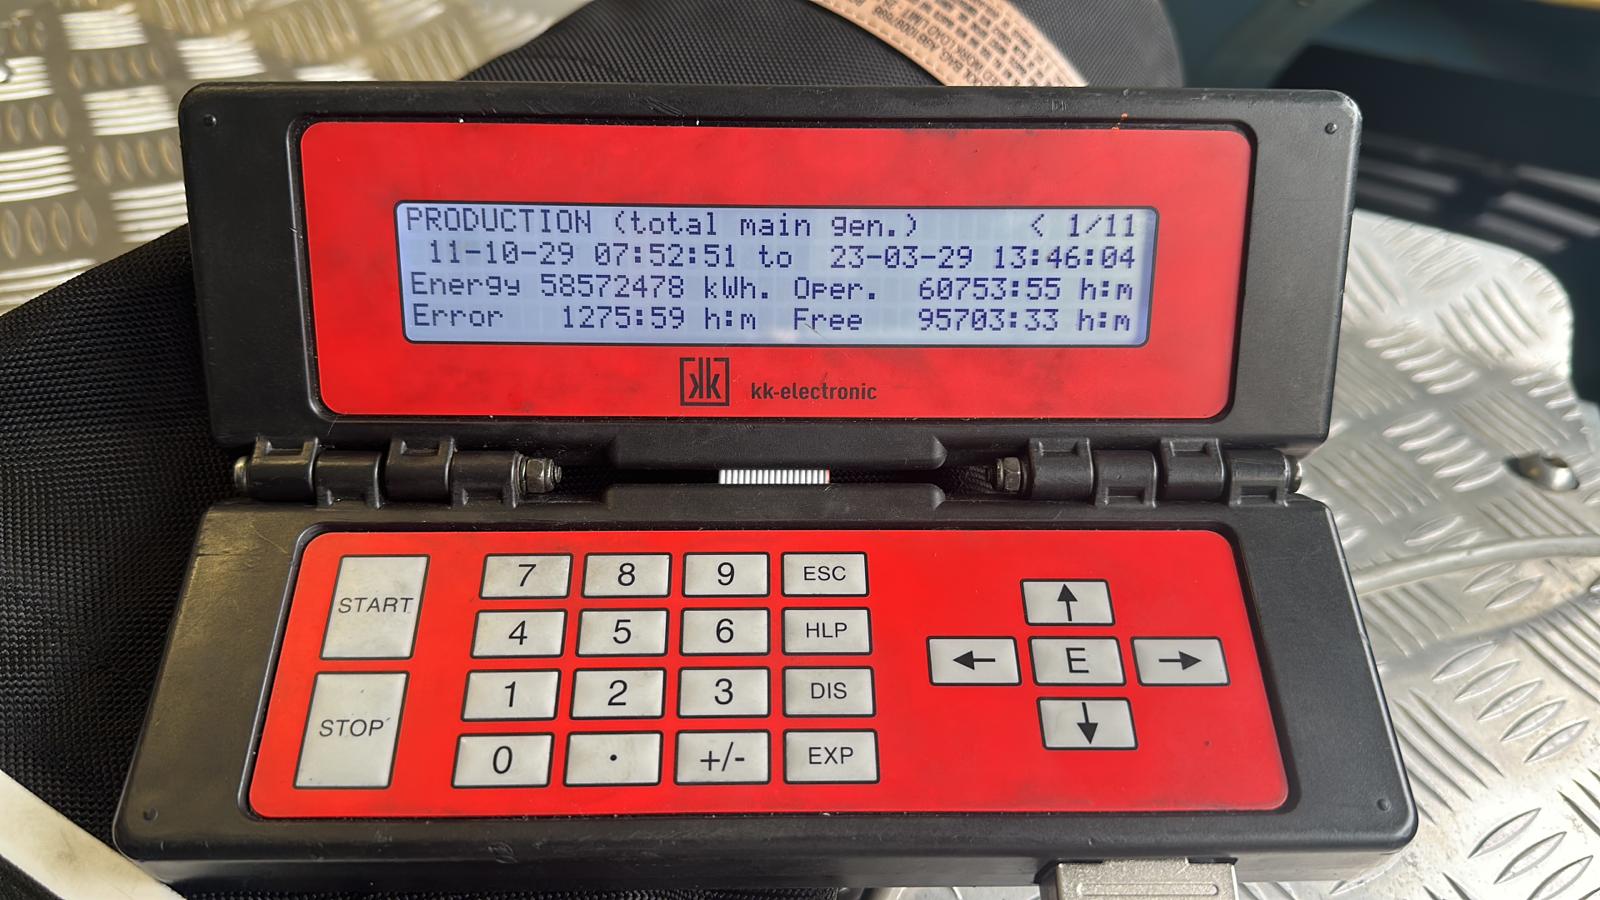 PRODUCTION (total main gen.) < 1/11
11-10-29 07:52:51 to 23-03-29 13:46:04
Energy 58572478 kWh. Oper. 60753:55 h:m
Error 1275:59 h:m Free 95703:33 h:m
kk kk-electronic
START
STOP
7 8 9 ESC
4 5 6 HLP
1 2 3 DIS
0 . +/- EXP
↑
← E →
↓